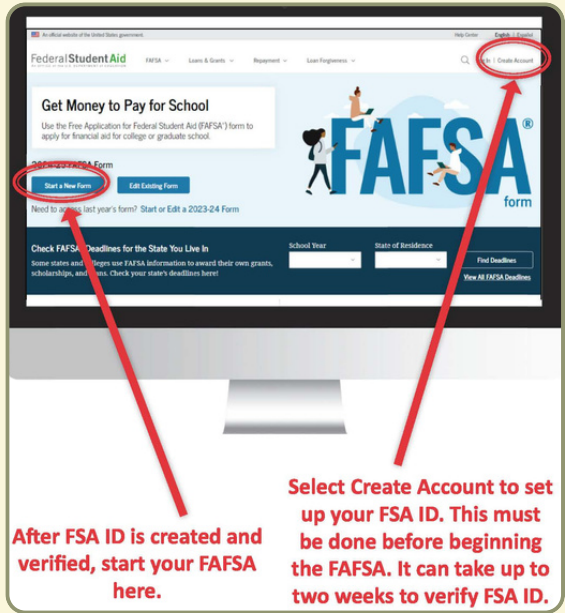 An official website of the United States government.
Help Center English | Español
Federal Student Aid
FAFSA Loans & Grants Repayment Loan Forgiveness
In | Create Account
Get Money to Pay for School
Use the Free Application for Federal Student Aid (FAFSA®) form to
apply for financial aid for college or graduate school.
FAFSA®
form
FAFSA Form
Start a New Form Edit Existing Form
Need to access last year's form? Start or Edit a 2023-24 Form
Check FAFSA Deadlines for the State You Live In
School Year State of Residence
Some states and colleges use FAFSA information to award their own grants,
scholarships, and loans. Check your state's deadlines here!
Find Deadlines
View All FAFSA Deadlines
After FSA ID is created and
verified, start your FAFSA
here.
Select Create Account to set
up your FSA ID. This must
be done before beginning
the FAFSA. It can take up to
two weeks to verify FSA ID.